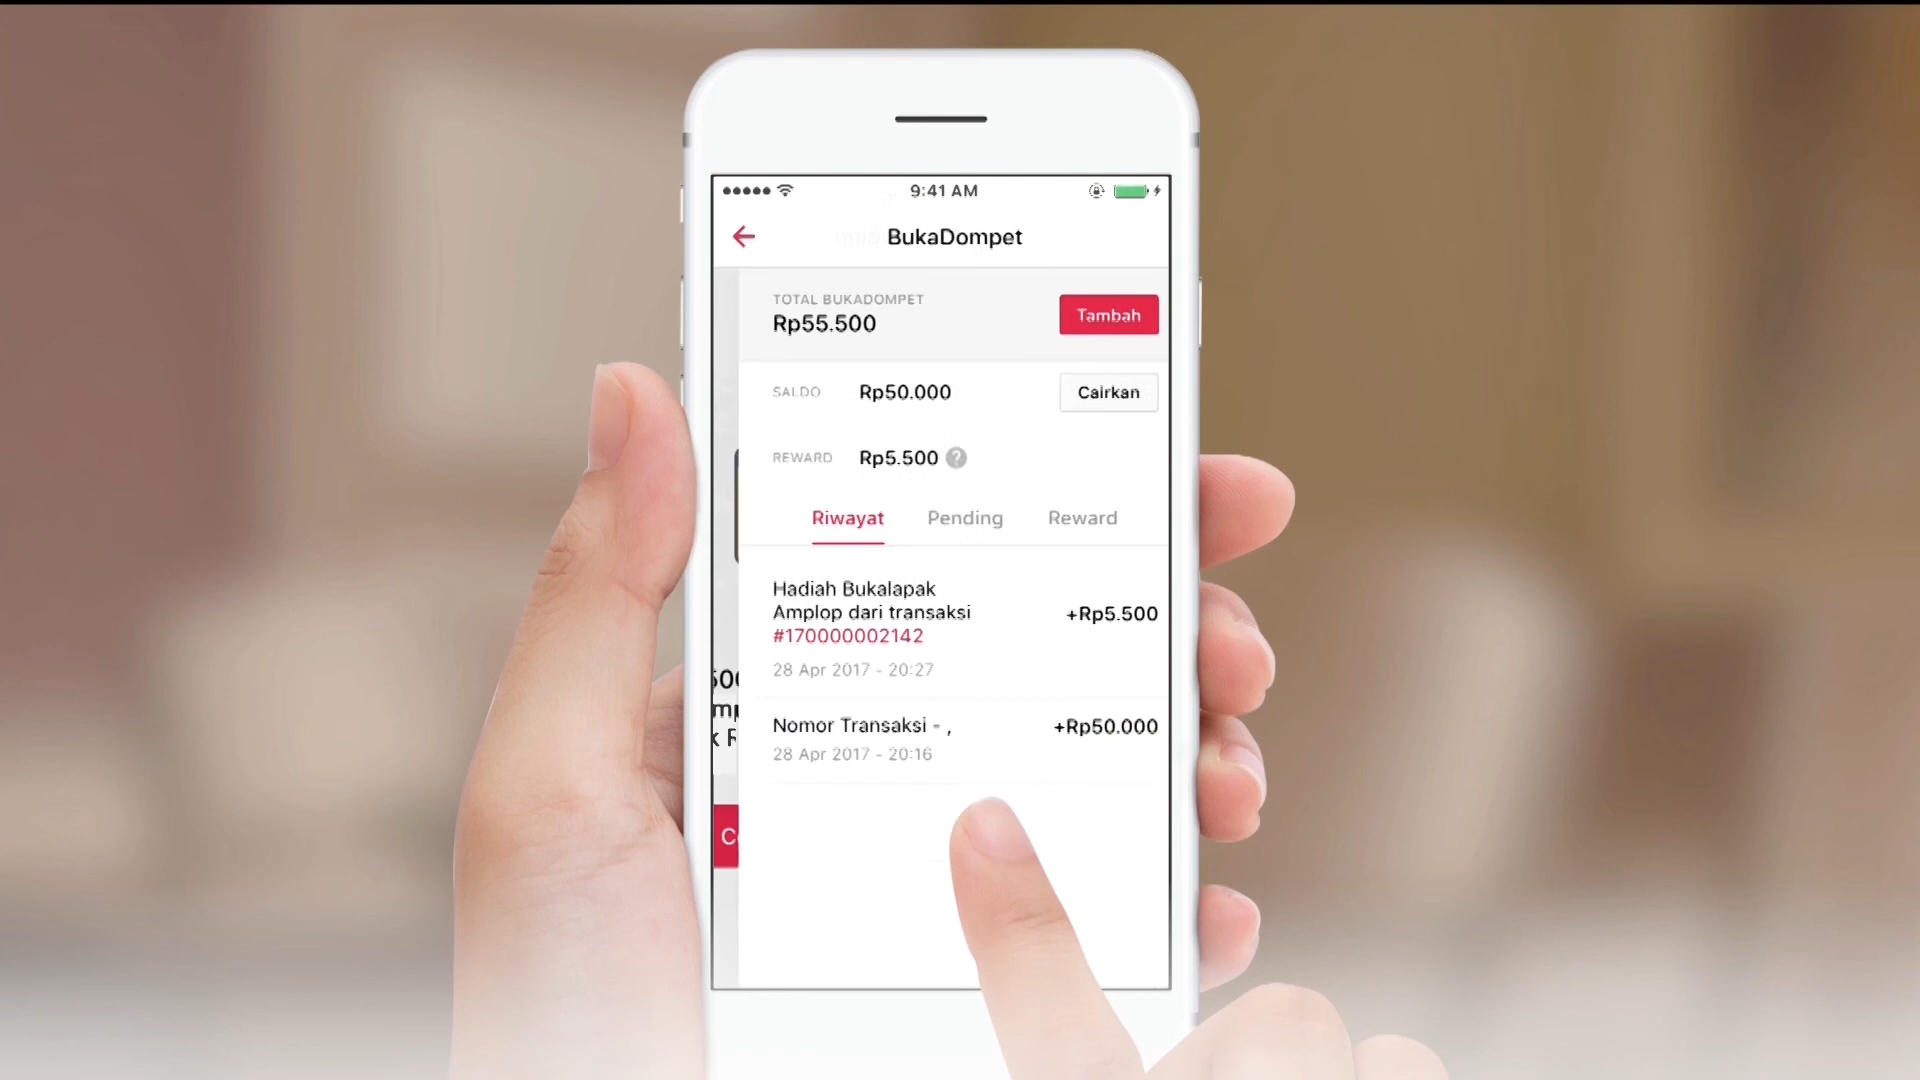 9:41 AM
BukaDompet
TOTAL BUKADOMPET
Rp55.500
Tambah
SALDO Rp50.000 Cairkan
REWARD Rp5.500 ?
Riwayat Pending Reward
Hadiah Bukalapak
Amplop dari transaksi
#170000002142
+Rp5.500
28 Apr 2017 - 20:27
Nomor Transaksi - ,
+Rp50.000
28 Apr 2017 - 20:16